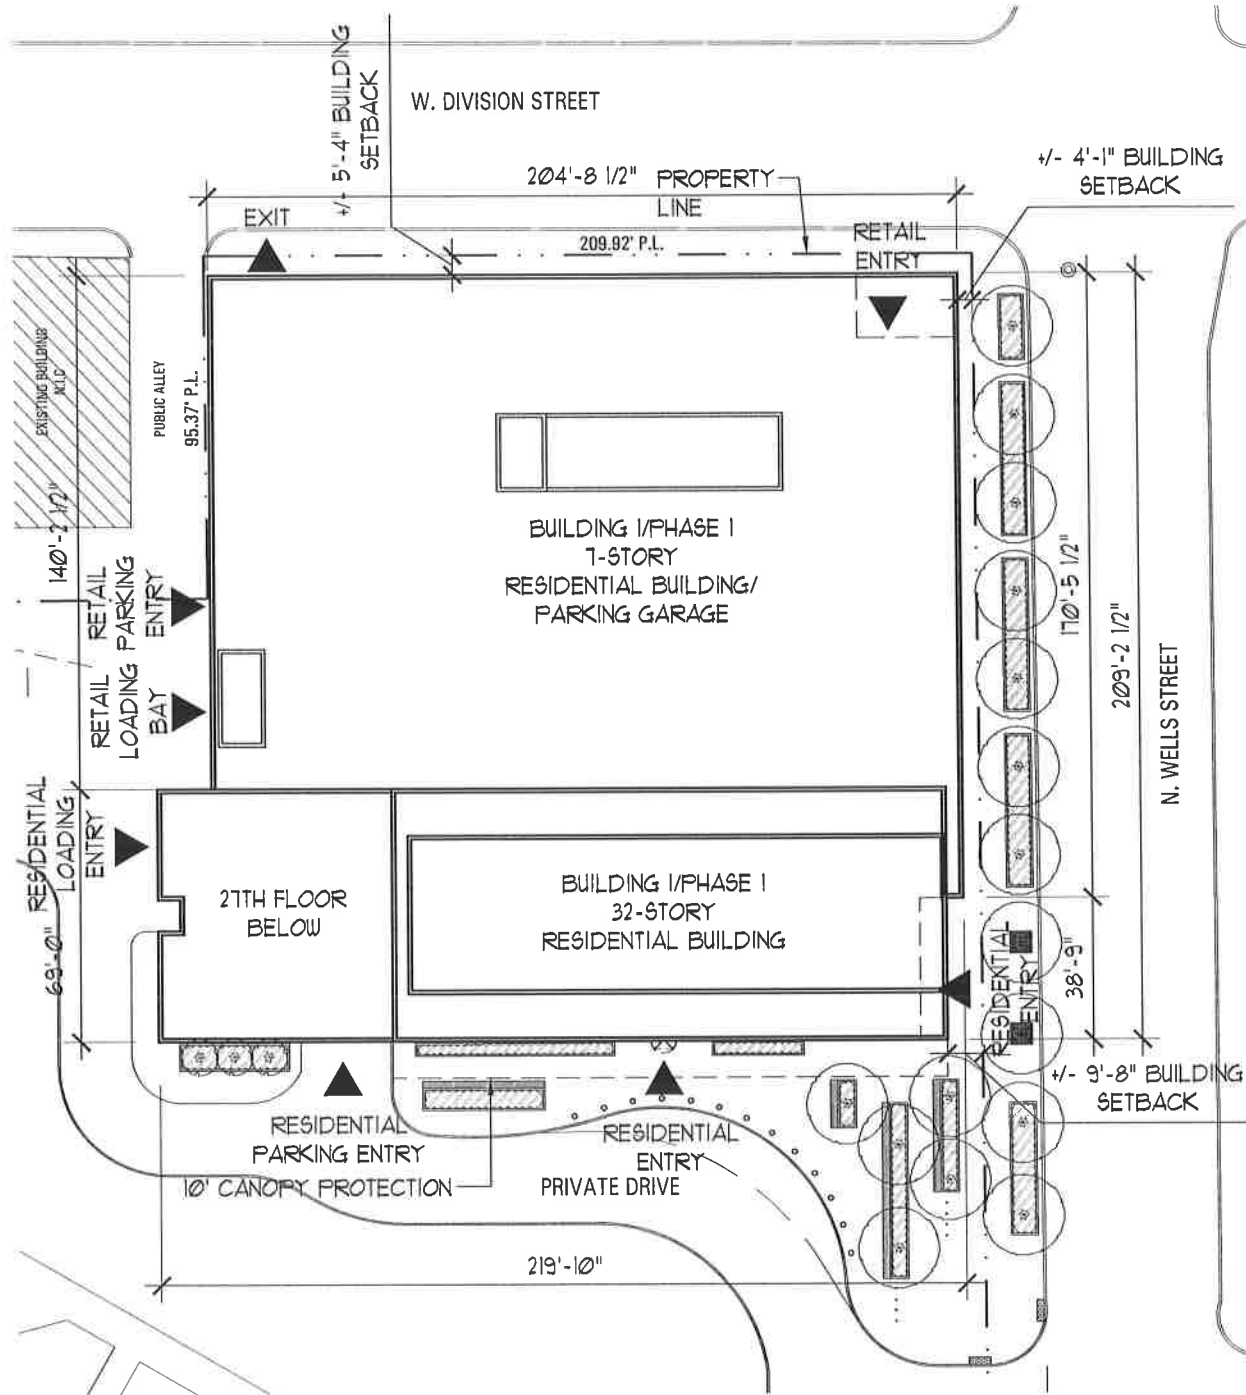 +/- 5'-4" BUILDING
SETBACK
W. DIVISION STREET
+/- 4'-1" BUILDING
SETBACK
204'-8 1/2" PROPERTY
LINE
EXIT
209.92' P.L.
RETAIL
ENTRY
EXISTING BUILDING
N.I.C
PUBLIC ALLEY
95.37' P.L.
140'-2 1/2"
BUILDING 1/PHASE 1
7-STORY
RESIDENTIAL BUILDING/
PARKING GARAGE
RETAIL
PARKING
ENTRY
RETAIL
LOADING
BAY
170'-5 1/2"
209'-2 1/2"
N. WELLS STREET
RESIDENTIAL
LOADING
ENTRY
69'-0"
27TH FLOOR
BELOW
BUILDING 1/PHASE 1
32-STORY
RESIDENTIAL BUILDING
RESIDENTIAL
ENTRY
38'-9"
+/- 9'-8" BUILDING
SETBACK
RESIDENTIAL
PARKING ENTRY
RESIDENTIAL
ENTRY
10' CANOPY PROTECTION
PRIVATE DRIVE
219'-10"